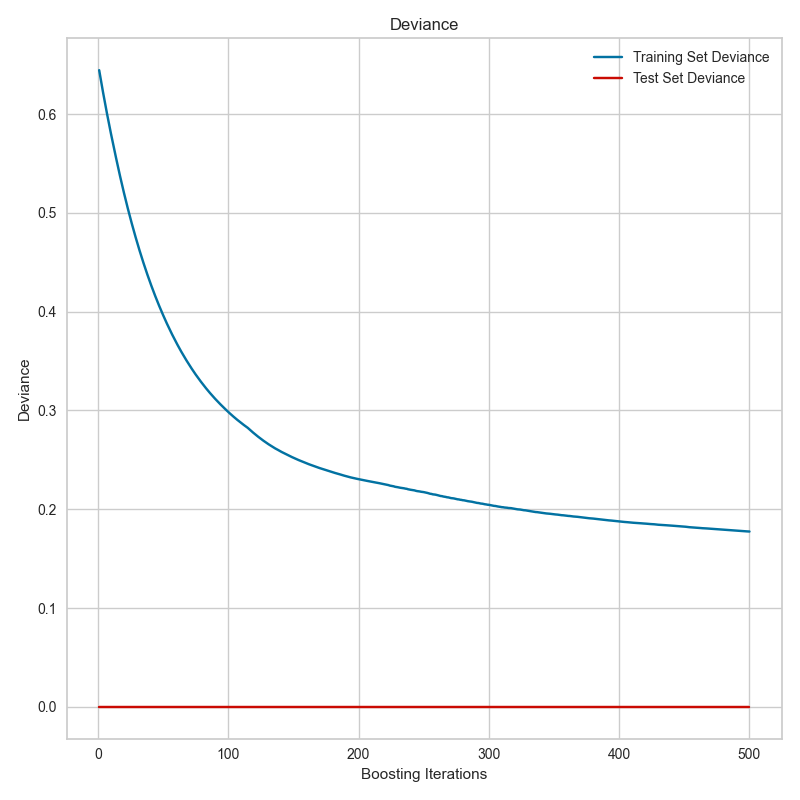 Deviance
Training Set Deviance
Test Set Deviance
0.6
0.5
0.4
0.3
0.2
0.1
0.0
Deviance
0 100 200 300 400 500
Boosting Iterations